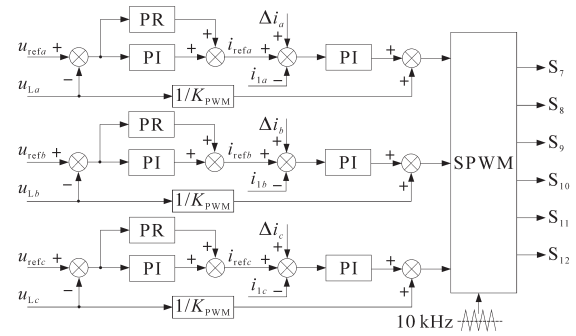 PR
Δi_a
u_refa + + PI + i_refa + + PI + S_7
− + i_1a − +
u_La 1/K_PWM S_8
PR
Δi_b S_9
u_refb + + PI + i_refb + + PI + SPWM
− + i_1b − + S_10
u_Lb 1/K_PWM
PR S_11
Δi_c
u_refc + + PI + i_refc + + PI + S_12
− + i_1c − +
u_Lc 1/K_PWM
10 kHz